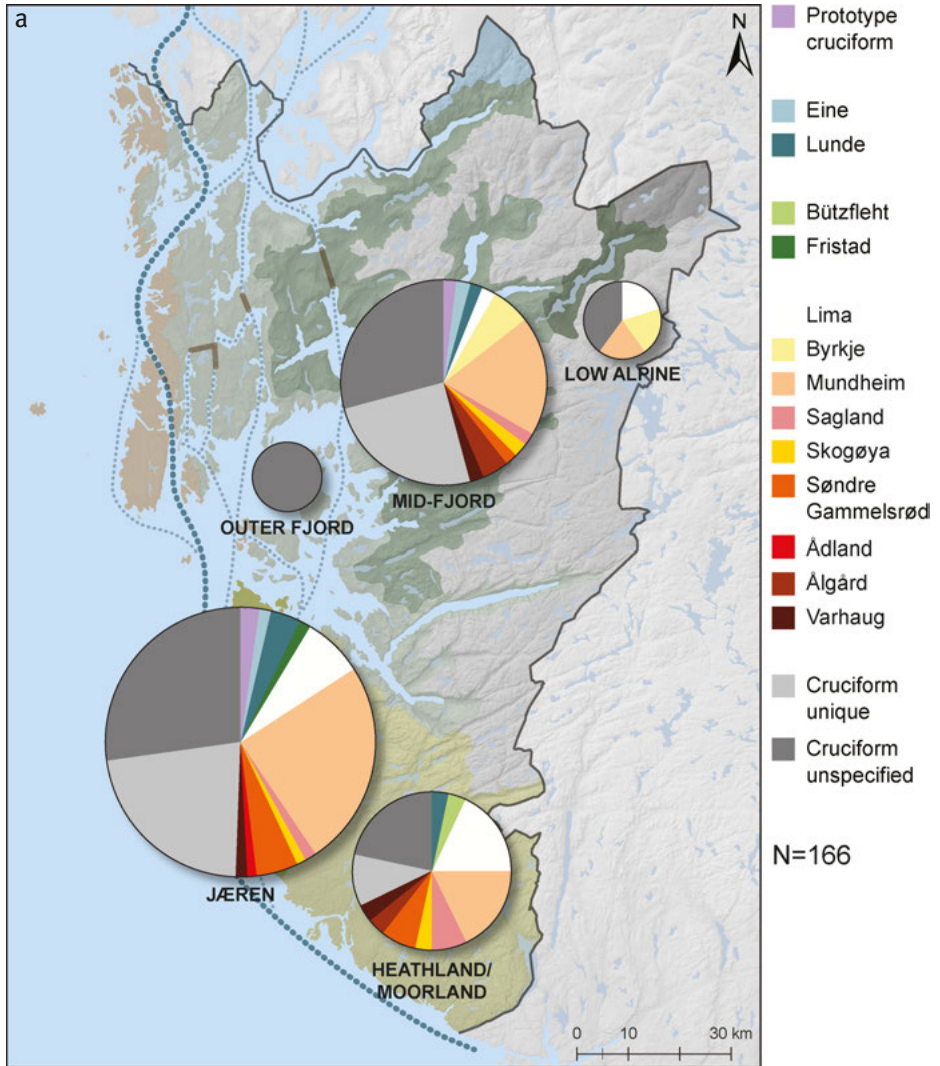 a
N
LOW ALPINE
MID-FJORD
OUTER FJORD
JÆREN
HEATHLAND/
MOORLAND
0 10 30 km
Prototype
cruciform
Eine
Lunde
Bützfleht
Fristad
Lima
Byrkje
Mundheim
Sagland
Skogøya
Søndre
Gammelsrød
Ådland
Ålgård
Varhaug
Cruciform
unique
Cruciform
unspecified
N=166